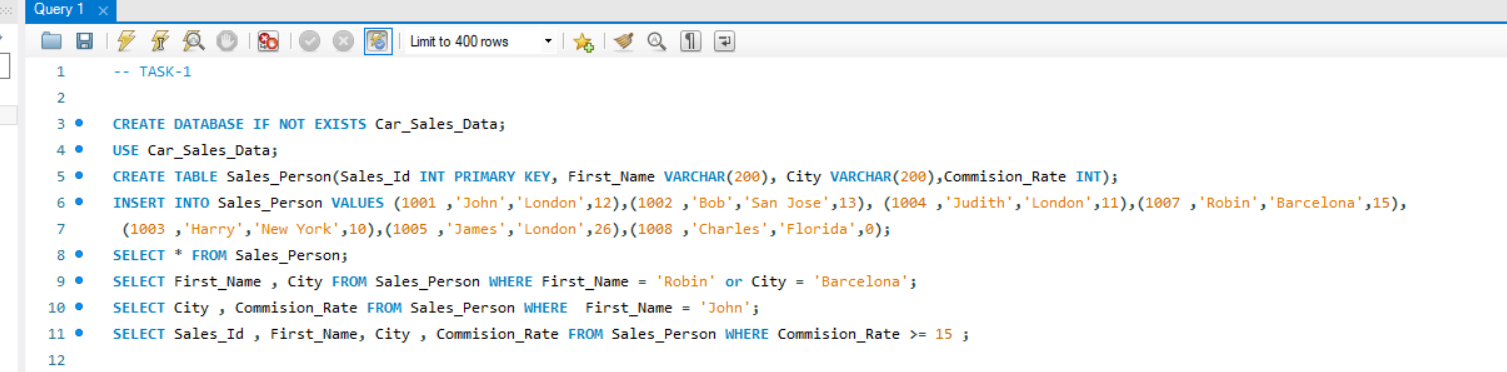 Query 1
Limit to 400 rows
1 -- TASK-1
2
3 CREATE DATABASE IF NOT EXISTS Car_Sales_Data;
4 USE Car_Sales_Data;
5 CREATE TABLE Sales_Person(Sales_Id INT PRIMARY KEY, First_Name VARCHAR(200), City VARCHAR(200),Commision_Rate INT);
6 INSERT INTO Sales_Person VALUES (1001 ,'John','London',12),(1002 ,'Bob','San Jose',13), (1004 ,'Judith','London',11),(1007 ,'Robin','Barcelona',15),
7 (1003 ,'Harry','New York',10),(1005 ,'James','London',26),(1008 ,'Charles','Florida',0);
8 SELECT * FROM Sales_Person;
9 SELECT First_Name , City FROM Sales_Person WHERE First_Name = 'Robin' or City = 'Barcelona';
10 SELECT City , Commision_Rate FROM Sales_Person WHERE  First_Name = 'John';
11 SELECT Sales_Id , First_Name, City , Commision_Rate FROM Sales_Person WHERE Commision_Rate >= 15 ;
12